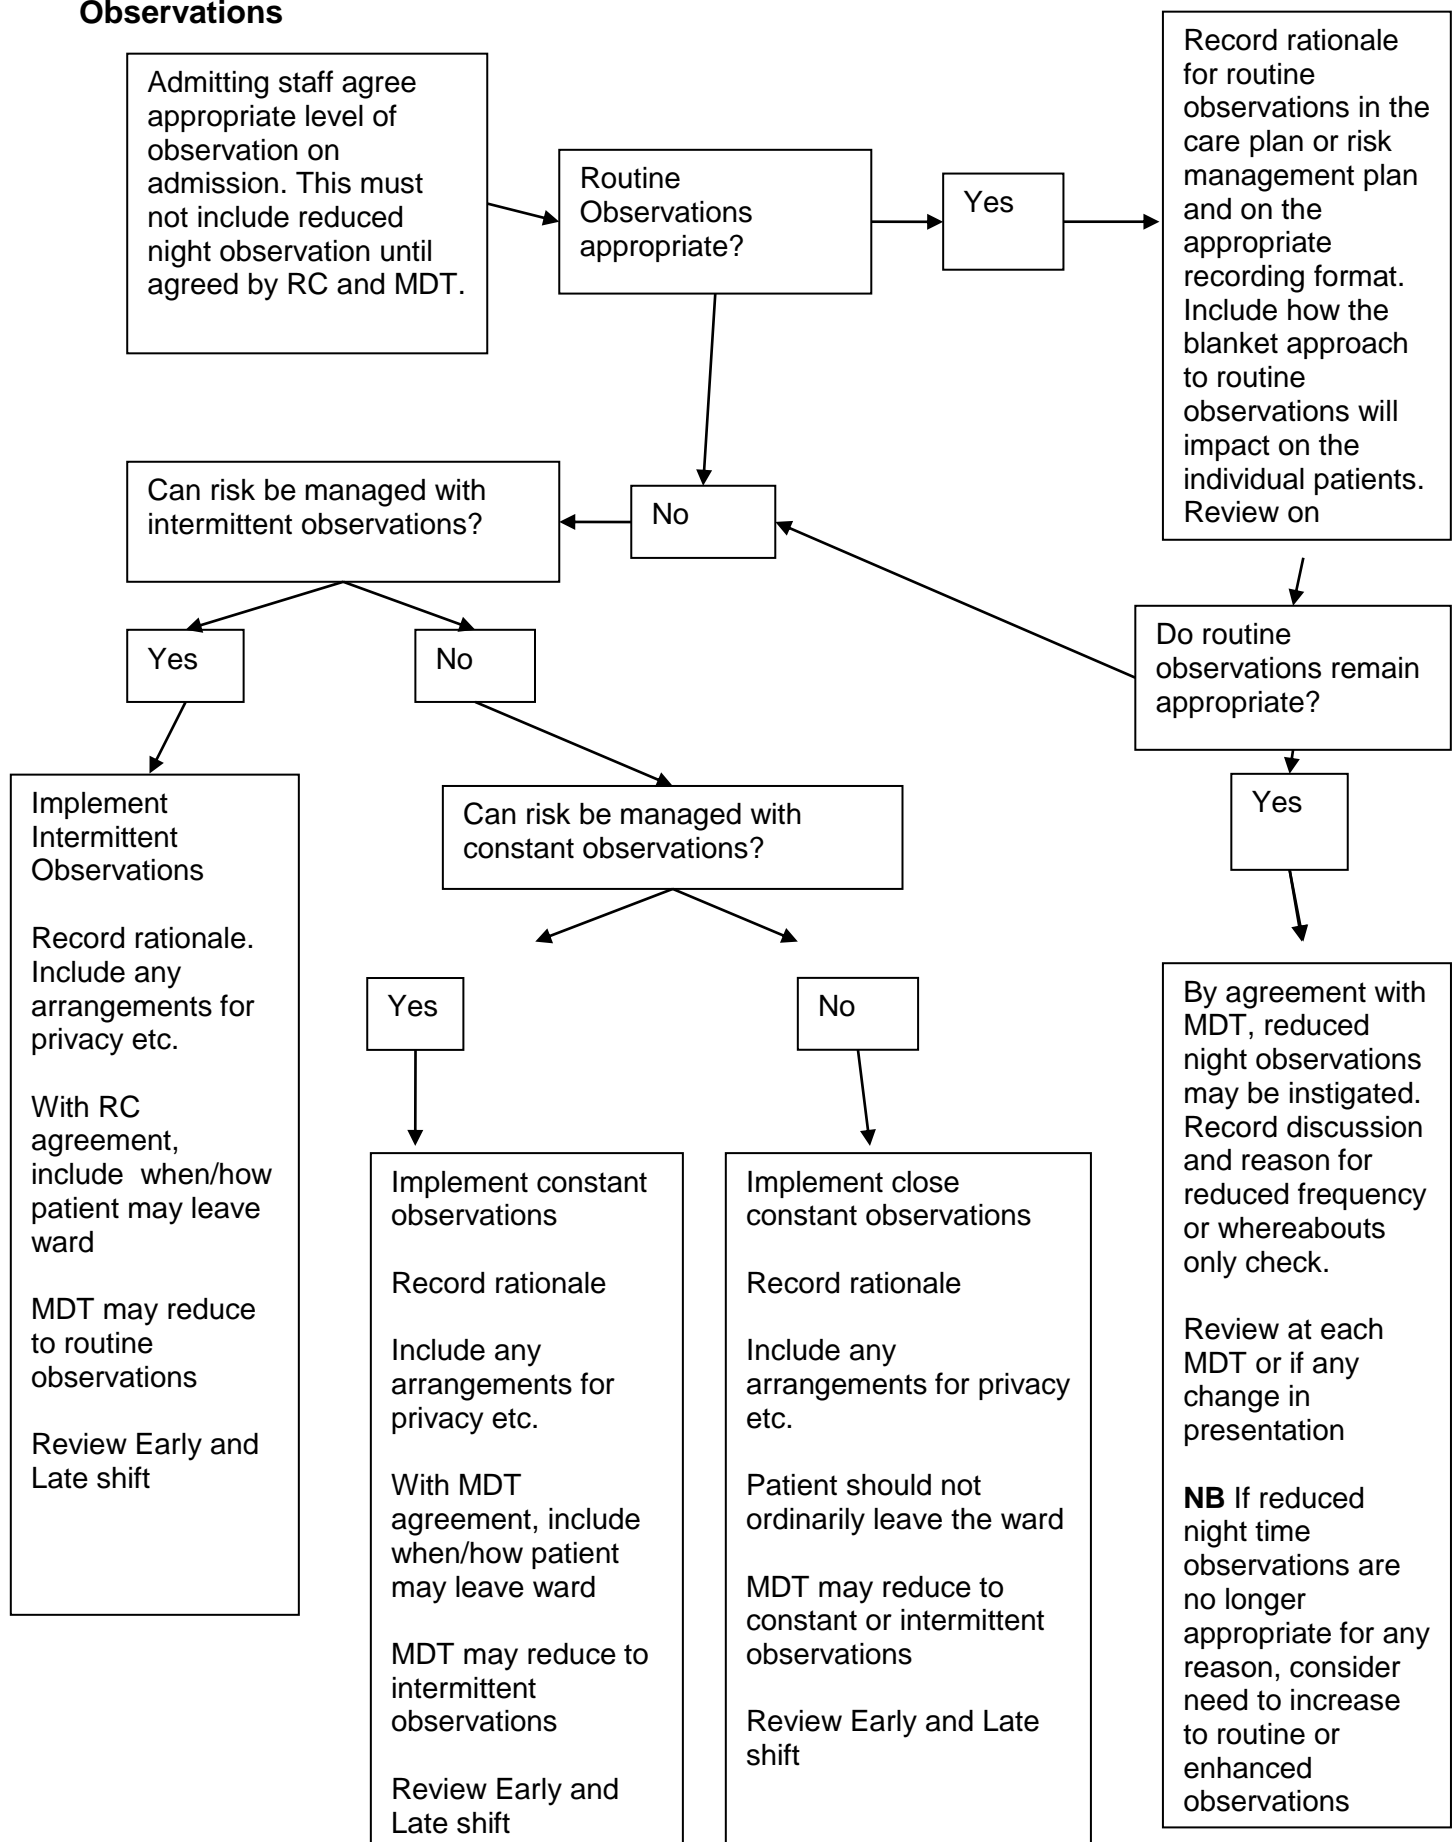 Observations
Admitting staff agree
appropriate level of
observation on
admission. This must
not include reduced
night observation until
agreed by RC and MDT.
Routine
Observations
appropriate?
Yes
Record rationale
for routine
observations in the
care plan or risk
management plan
and on the
appropriate
recording format.
Include how the
blanket approach
to routine
observations will
impact on the
individual patients.
Review on
Can risk be managed with
intermittent observations?
No
Do routine
observations remain
appropriate?
Yes
No
Yes
Can risk be managed with
constant observations?
Implement
Intermittent
Observations
Record rationale.
Include any
arrangements for
privacy etc.
With RC
agreement,
include  when/how
patient may leave
ward
MDT may reduce
to routine
observations
Review Early and
Late shift
Yes
No
Implement constant
observations
Record rationale
Include any
arrangements for
privacy etc.
With MDT
agreement, include
when/how patient
may leave ward
MDT may reduce to
intermittent
observations
Review Early and
Late shift
Implement close
constant observations
Record rationale
Include any
arrangements for privacy
etc.
Patient should not
ordinarily leave the ward
MDT may reduce to
constant or intermittent
observations
Review Early and Late
shift
By agreement with
MDT, reduced
night observations
may be instigated.
Record discussion
and reason for
reduced frequency
or whereabouts
only check.
Review at each
MDT or if any
change in
presentation
NB If reduced
night time
observations are
no longer
appropriate for any
reason, consider
need to increase
to routine or
enhanced
observations